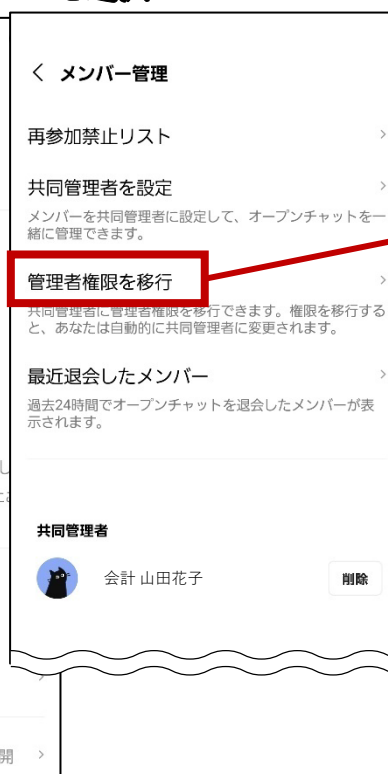 メンバー管理
再参加禁止リスト
共同管理者を設定
メンバーを共同管理者に設定して、オープンチャットを一
緒に管理できます。
管理者権限を移行
共同管理者に管理者権限を移行できます。権限を移行する
と、あなたは自動的に共同管理者に変更されます。
最近退会したメンバー
過去24時間でオープンチャットを退会したメンバーが表
示されます。
共同管理者
会計 山田花子
削除
開